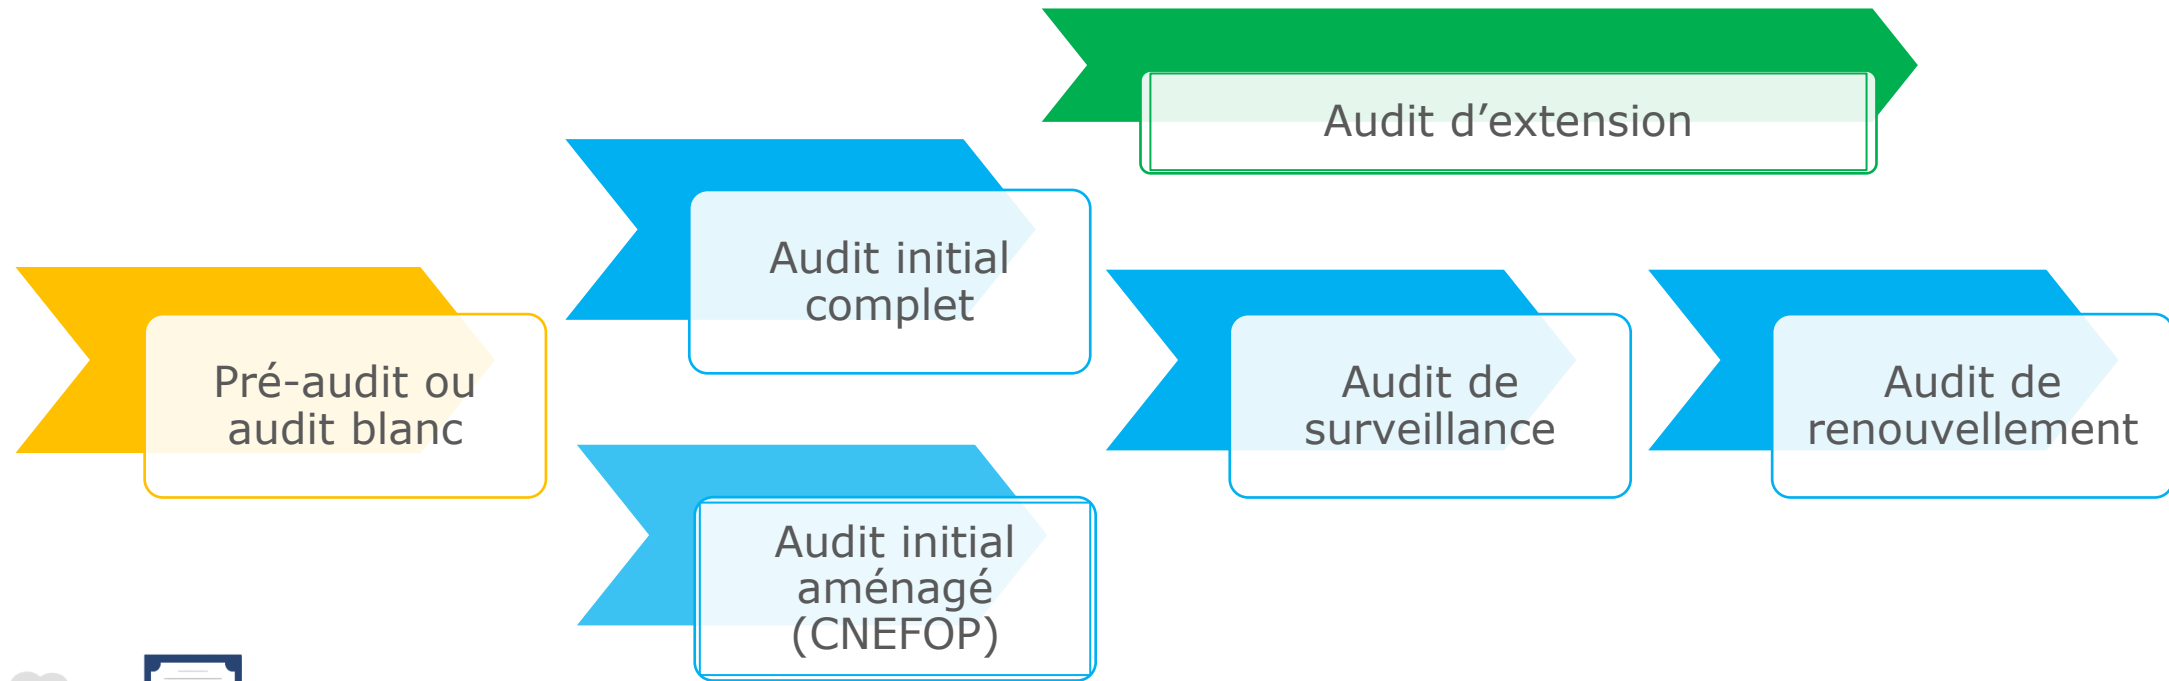 Audit d’extension
Audit initial
complet
Pré-audit ou
audit blanc
Audit de
surveillance
Audit de
renouvellement
Audit initial
aménagé
(CNEFOP)